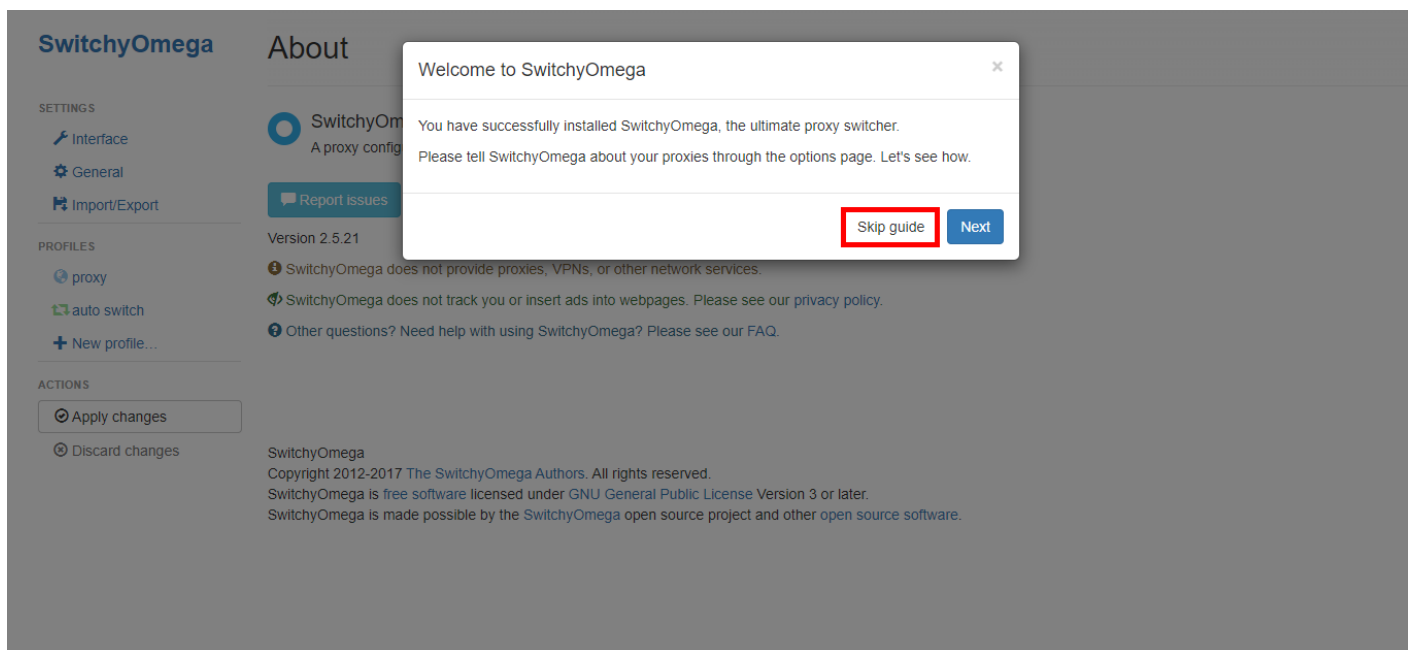 SwitchyOmega
SETTINGS
Interface
General
Import/Export
PROFILES
proxy
auto switch
New profile…
ACTIONS
Apply changes
Discard changes
About
SwitchyOm
A proxy config
Report issues
Version 2.5.21
SwitchyOmega does not provide proxies, VPNs, or other network services.
SwitchyOmega does not track you or insert ads into webpages. Please see our privacy policy.
Other questions? Need help with using SwitchyOmega? Please see our FAQ.
SwitchyOmega
Copyright 2012-2017 The SwitchyOmega Authors. All rights reserved.
SwitchyOmega is free software licensed under GNU General Public License Version 3 or later.
SwitchyOmega is made possible by the SwitchyOmega open source project and other open source software.
Welcome to SwitchyOmega
×
You have successfully installed SwitchyOmega, the ultimate proxy switcher.
Please tell SwitchyOmega about your proxies through the options page. Let's see how.
Skip guide
Next